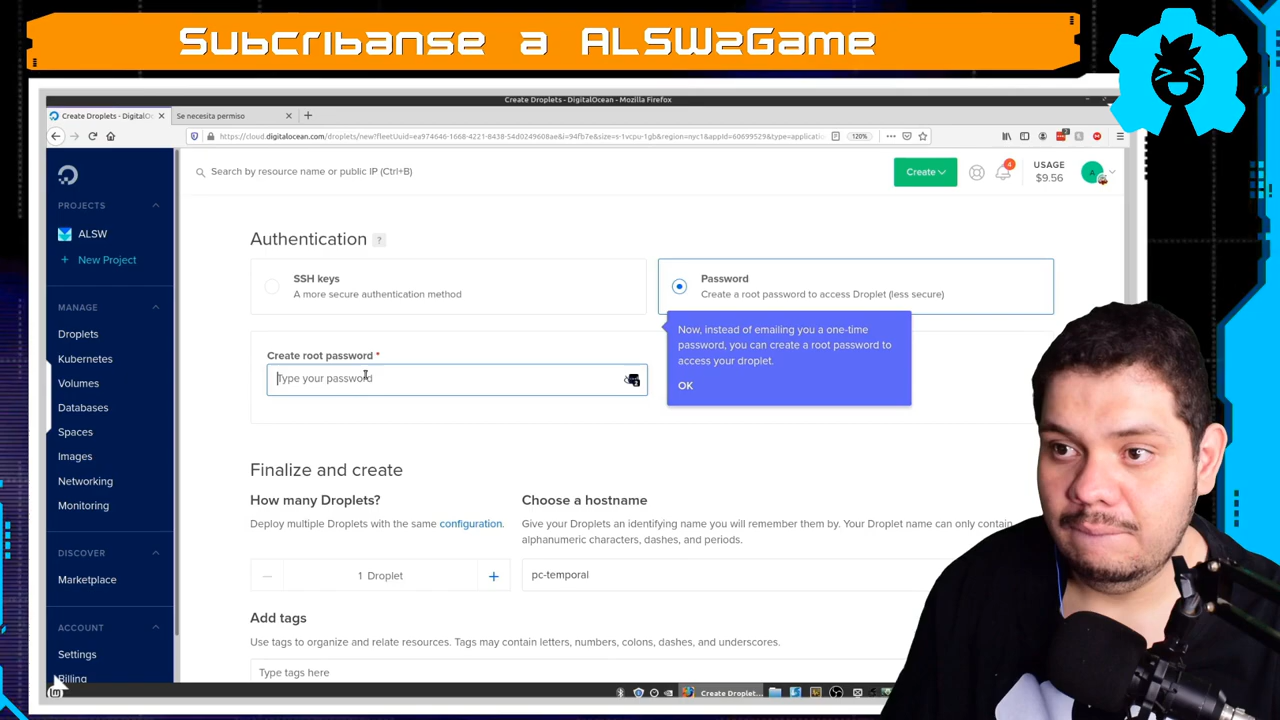 Subcribanse a ALSW2Game
Create Droplets - DigitalOcean - Mozilla Firefox
Create Droplets - DigitalOc
Se necesita permiso
120%
Search by resource name or public IP (Ctrl+B)
Create
4
USAGE
$9.56
A
PROJECTS
ALSW
+ New Project
MANAGE
Droplets
Kubernetes
Volumes
Databases
Spaces
Images
Networking
Monitoring
DISCOVER
Marketplace
ACCOUNT
Settings
Billing
Authentication ?
SSH keys
A more secure authentication method
Password
Create a root password to access Droplet (less secure)
Now, instead of emailing you a one-time
password, you can create a root password to
access your droplet.
OK
Create root password *
Type your password
Finalize and create
How many Droplets?
Deploy multiple Droplets with the same configuration.
1 Droplet
Choose a hostname
Give your Droplets an identifying name you will remember them by. Your Droplet name can only contain
alphanumeric characters, dashes, and periods.
pc-temporal
Add tags
Use tags to organize and relate resources. Tags may contain letters, numbers, colons, dashes, and underscores.
Type tags here
Create Droplet...